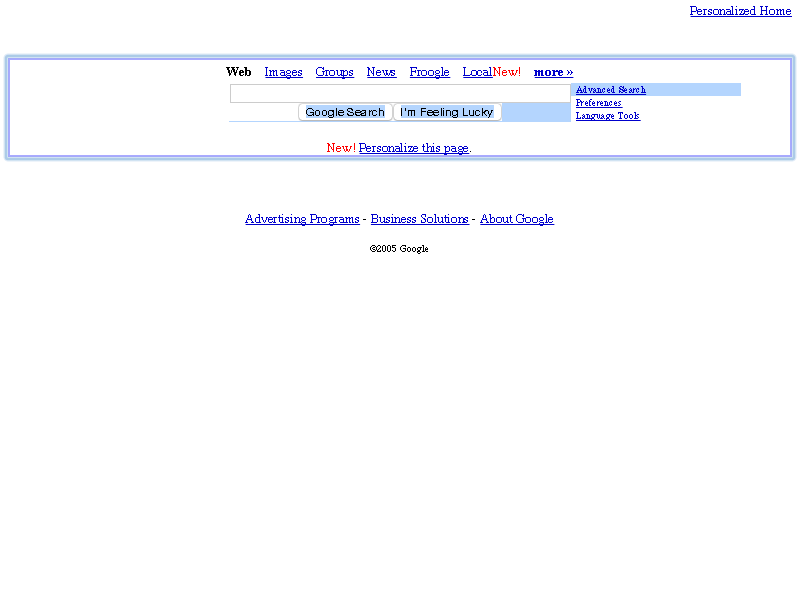 Personalized Home
Web Images Groups News Froogle LocalNew! more »
Advanced Search
Preferences
Language Tools
Google Search I'm Feeling Lucky
New! Personalize this page.
Advertising Programs - Business Solutions - About Google
©2005 Google